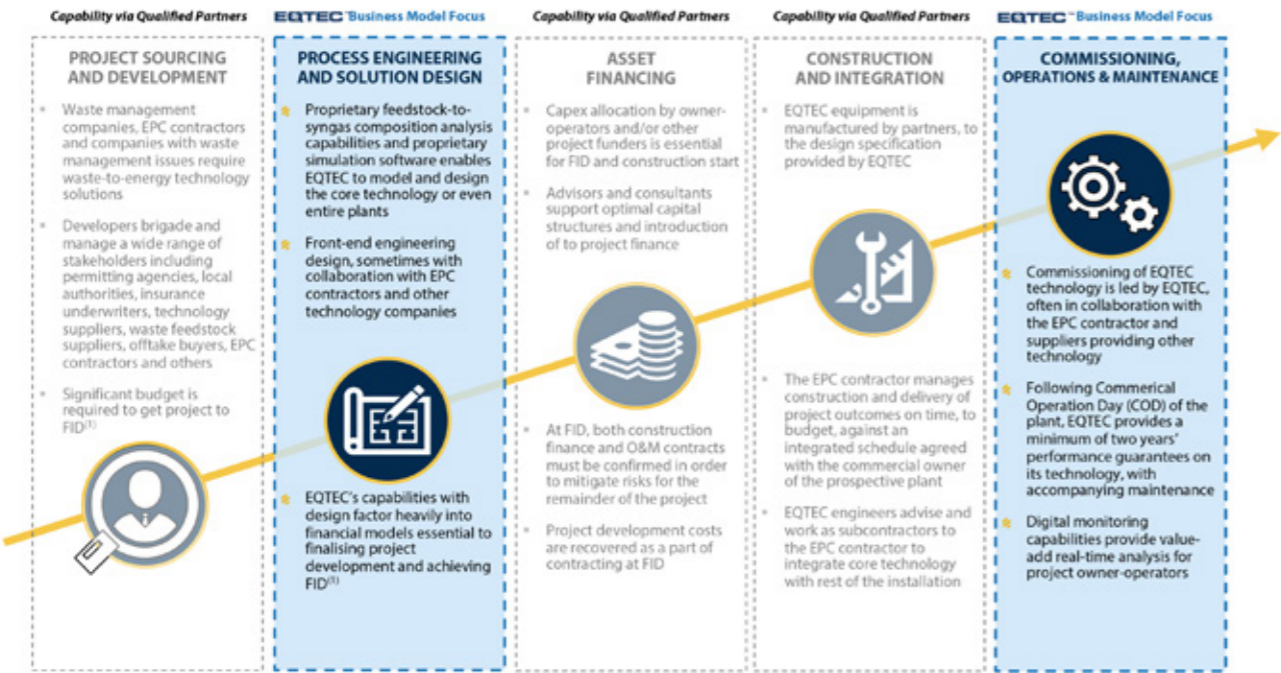 Capability via Qualified Partners
PROJECT SOURCING
AND DEVELOPMENT
Waste management
companies, EPC contractors
and companies with waste
management issues require
waste-to-energy technology
solutions
Developers brigade and
manage a wide range of
stakeholders including
permitting agencies, local
authorities, insurance
underwriters, technology
suppliers, waste feedstock
suppliers, offtake buyers, EPC
contractors and others
Significant budget is
required to get project to
FID(1)
EQTEC™ Business Model Focus
PROCESS ENGINEERING
AND SOLUTION DESIGN
Proprietary feedstock-to-
syngas composition analysis
capabilities and proprietary
simulation software enables
EQTEC to model and design
the core technology or even
entire plants
Front-end engineering
design, sometimes with
collaboration with EPC
contractors and other
technology companies
EQTEC's capabilities with
design factor heavily into
financial models essential to
finalising project
development and achieving
FID(1)
Capability via Qualified Partners
ASSET
FINANCING
Capex allocation by owner-
operators and/or other
project funders is essential
for FID and construction start
Advisors and consultants
support optimal capital
structures and introduction
of to project finance
At FID, both construction
finance and O&M contracts
must be confirmed in order
to mitigate risks for the
remainder of the project
Project development costs
are recovered as a part of
contracting at FID
Capability via Qualified Partners
CONSTRUCTION
AND INTEGRATION
EQTEC equipment is
manufactured by partners, to
the design specification
provided by EQTEC
The EPC contractor manages
construction and delivery of
project outcomes on time, to
budget, against an
integrated schedule agreed
with the commercial owner
of the prospective plant
EQTEC engineers advise and
work as subcontractors to
the EPC contractor to
integrate core technology
with rest of the installation
EQTEC™ Business Model Focus
COMMISSIONING,
OPERATIONS & MAINTENANCE
Commissioning of EQTEC
technology is led by EQTEC,
often in collaboration with
the EPC contractor and
suppliers providing other
technology
Following Commerical
Operation Day (COD) of the
plant, EQTEC provides a
minimum of two years'
performance guarantees on
its technology, with
accompanying maintenance
Digital monitoring
capabilities provide value-
add real-time analysis for
project owner-operators